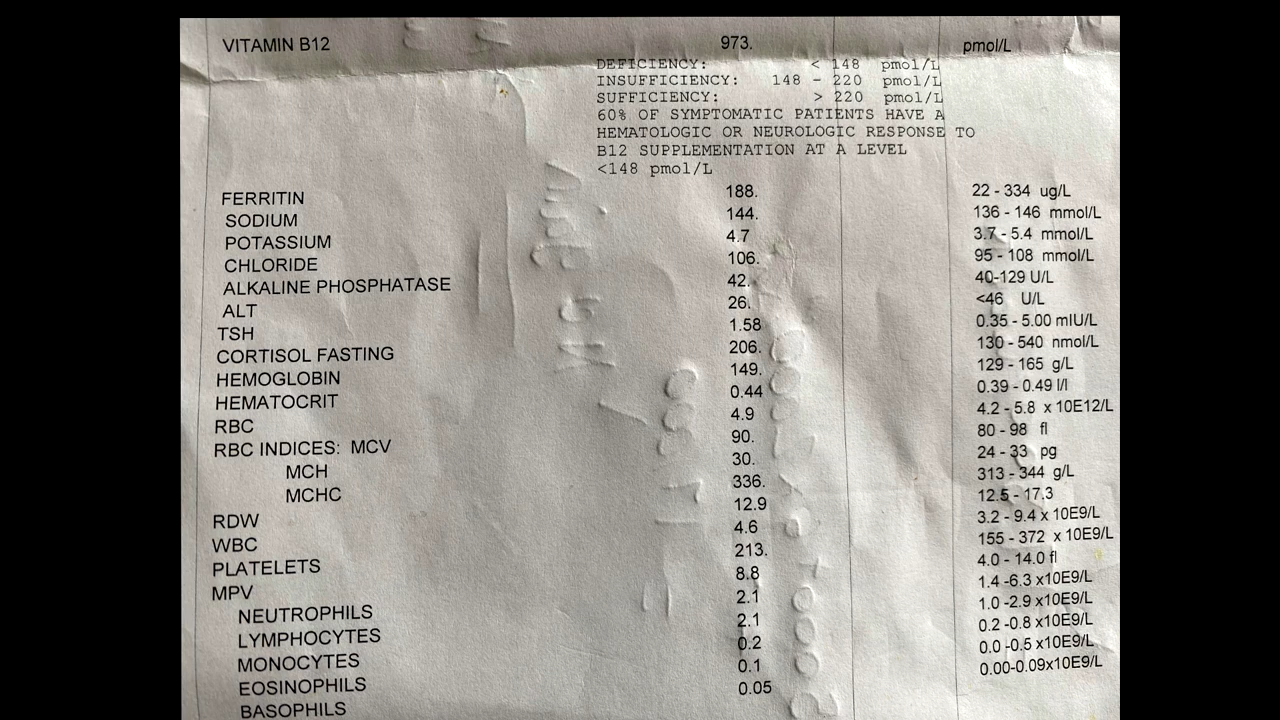 VITAMIN B12 973. pmol/L
DEFICIENCY: < 148 pmol/L
INSUFFICIENCY: 148 - 220 pmol/L
SUFFICIENCY: > 220 pmol/L
60% OF SYMPTOMATIC PATIENTS HAVE A
HEMATOLOGIC OR NEUROLOGIC RESPONSE TO
B12 SUPPLEMENTATION AT A LEVEL
<148 pmol/L
FERRITIN 188. 22 - 334 ug/L
SODIUM 144. 136 - 146 mmol/L
POTASSIUM 4.7 3.7 - 5.4 mmol/L
CHLORIDE 106. 95 - 108 mmol/L
ALKALINE PHOSPHATASE 42. 40-129 U/L
ALT 26. <46 U/L
TSH 1.58 0.35 - 5.00 mIU/L
CORTISOL FASTING 206. 130 - 540 nmol/L
HEMOGLOBIN 149. 129 - 165 g/L
HEMATOCRIT 0.44 0.39 - 0.49 l/l
RBC 4.9 4.2 - 5.8 x 10E12/L
RBC INDICES: MCV 90. 80 - 98 fl
MCH 30. 24 - 33 pg
MCHC 336. 313 - 344 g/L
RDW 12.9 12.5 - 17.3
WBC 4.6 3.2 - 9.4 x 10E9/L
PLATELETS 213. 155 - 372 x 10E9/L
MPV 8.8 4.0 - 14.0 fl
NEUTROPHILS 2.1 1.4 -6.3 x10E9/L
LYMPHOCYTES 2.1 1.0 -2.9 x10E9/L
MONOCYTES 0.2 0.2 -0.8 x10E9/L
EOSINOPHILS 0.1 0.0 -0.5 x10E9/L
BASOPHILS 0.05 0.00-0.09x10E9/L